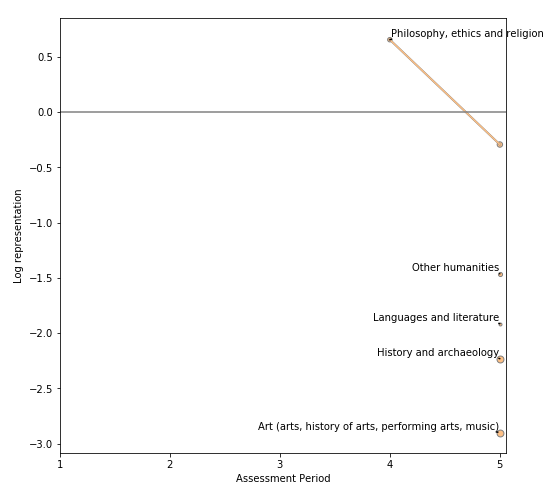 Philosophy, ethics and religion
0.5
0.0
−0.5
−1.0
Other humanities
−1.5
Languages and literature
−2.0
History and archaeology
−2.5
Art (arts, history of arts, performing arts, music)
−3.0
Log representation
1 2 3 4 5
Assessment Period